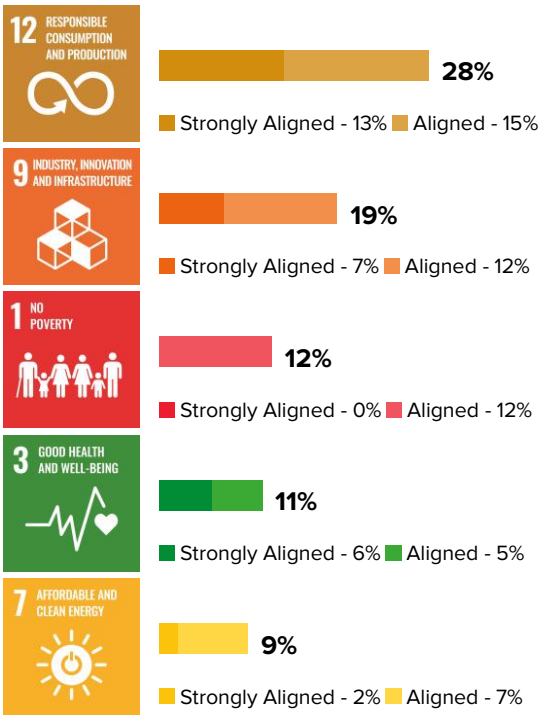 12 RESPONSIBLE
CONSUMPTION
AND PRODUCTION
28%
Strongly Aligned - 13% Aligned - 15%
9 INDUSTRY, INNOVATION
AND INFRASTRUCTURE
19%
Strongly Aligned - 7% Aligned - 12%
1 NO
POVERTY
12%
Strongly Aligned - 0% Aligned - 12%
3 GOOD HEALTH
AND WELL-BEING
11%
Strongly Aligned - 6% Aligned - 5%
7 AFFORDABLE AND
CLEAN ENERGY
9%
Strongly Aligned - 2% Aligned - 7%